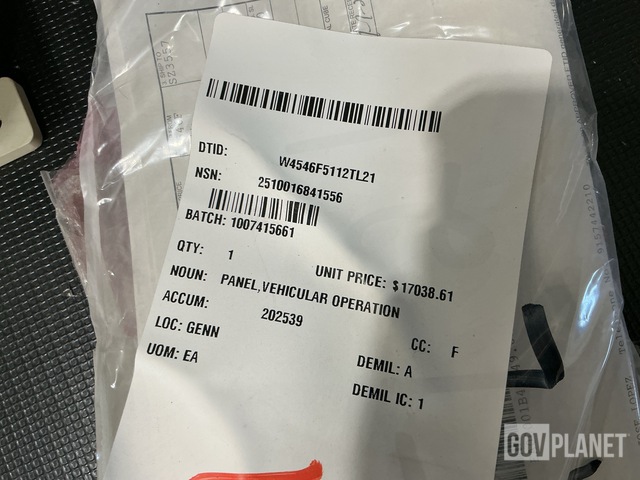 SZ3557
DTID: W4546F5112TL21
NSN: 2510016841556
BATCH: 1007415661
QTY: 1 UNIT PRICE: $17038.61
NOUN: PANEL,VEHICULAR OPERATION
ACCUM: 202539
LOC: GENN CC: F
UOM: EA DEMIL: A
DEMIL IC: 1
GOVPLANET